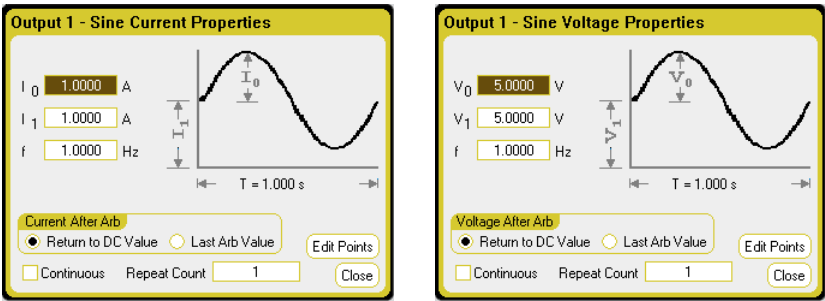 Output 1 - Sine Current Properties
I 0 1.0000 A
I 1 1.0000 A
f 1.0000 Hz
I0
I1
T = 1.000 s
Current After Arb
Return to DC Value Last Arb Value
Edit Points
Continuous Repeat Count 1
Close
Output 1 - Sine Voltage Properties
V0 5.0000 V
V1 5.0000 V
f 1.0000 Hz
V0
V1
T = 1.000 s
Voltage After Arb
Return to DC Value Last Arb Value
Edit Points
Continuous Repeat Count 1
Close